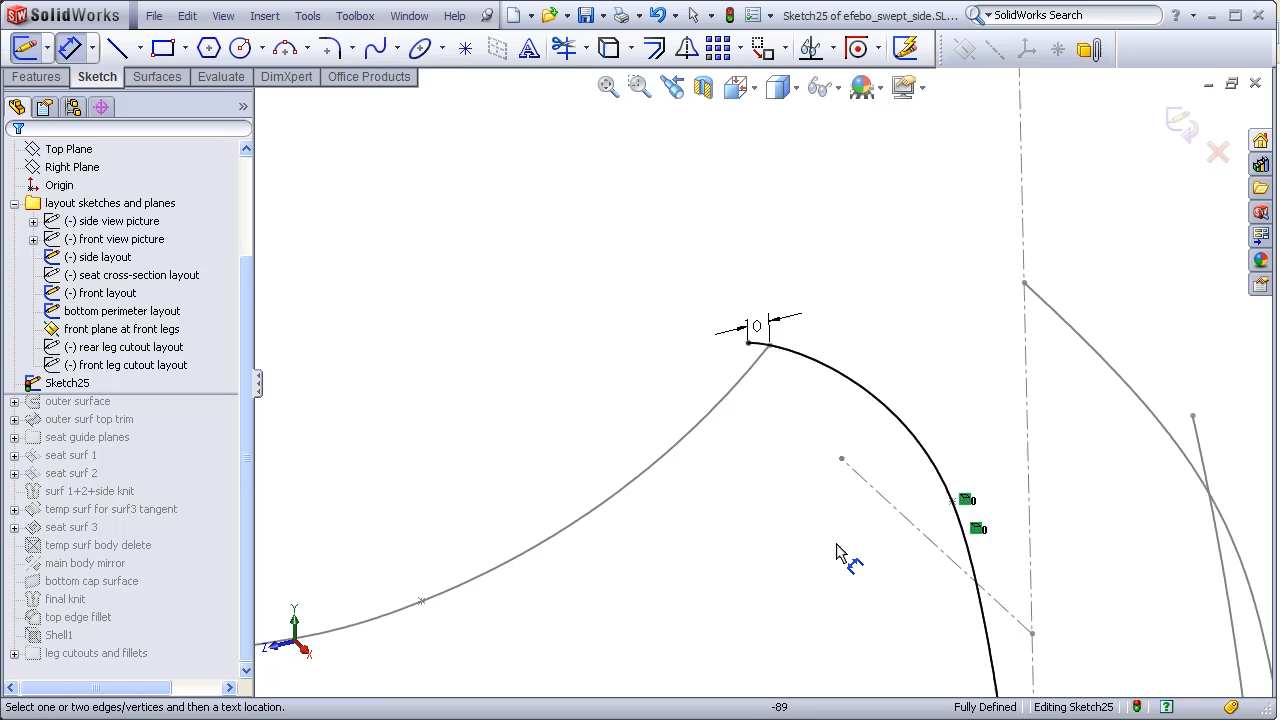 SolidWorks File Edit View Insert Tools Toolbox Window Help Sketch25 of efebo_swept_side.SL... SolidWorks Search
Features Sketch Surfaces Evaluate DimXpert Office Products
Top Plane
Right Plane
Origin
layout sketches and planes
(-) side view picture
(-) front view picture
(-) side layout
(-) seat cross-section layout
(-) front layout
bottom perimeter layout
front plane at front legs
(-) rear leg cutout layout
(-) front leg cutout layout
Sketch25
outer surface
outer surf top trim
seat guide planes
seat surf 1
seat surf 2
surf 1+2+side knit
temp surf for surf3 tangent
seat surf 3
temp surf body delete
main body mirror
bottom cap surface
final knit
top edge fillet
Shell1
leg cutouts and fillets
0
0
0
Y
Z
X
Select one or two edges/vertices and then a text location. -89 Fully Defined Editing Sketch25